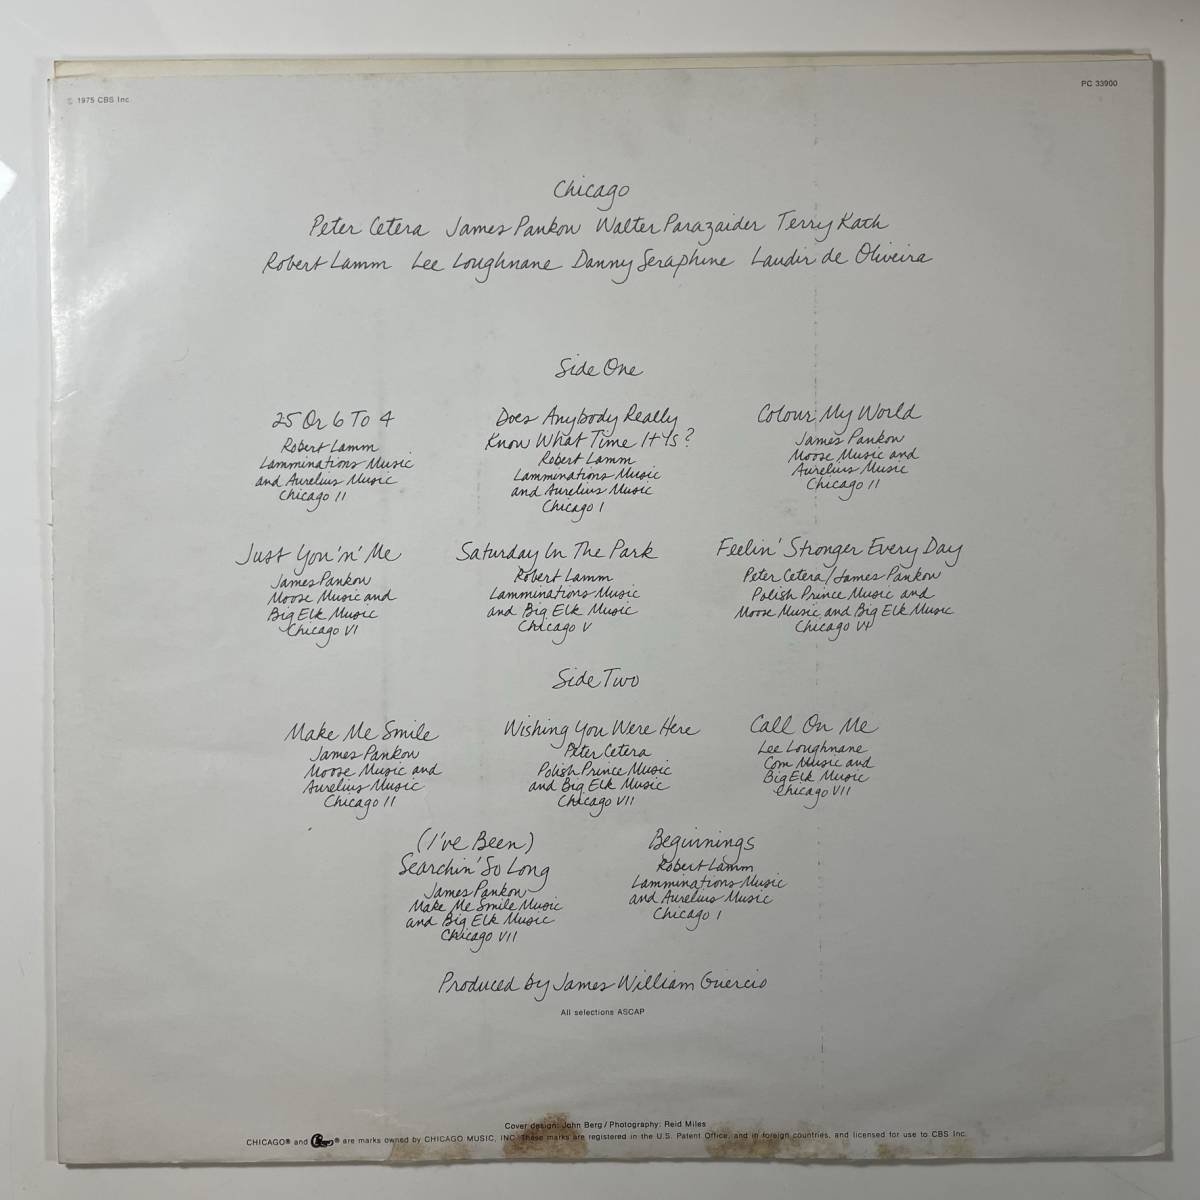 © 1975 CBS Inc.
PC 33900
Chicago
Peter Cetera James Pankow Walter Parazaider Terry Kath
Robert Lamm Lee Loughnane Danny Seraphine Laudir de Oliveira
Side One
25 Or 6 To 4
Robert Lamm
Lamminations Music
and Aurelius Music
Chicago II
Does Anybody Really
Know What Time It Is?
Robert Lamm
Lamminations Music
and Aurelius Music
Chicago I
Colour My World
James Pankow
Moose Music and
Aurelius Music
Chicago II
Just You 'n' Me
James Pankow
Moose Music and
Big Elk Music
Chicago VI
Saturday In The Park
Robert Lamm
Lamminations Music
and Big Elk Music
Chicago V
Feelin' Stronger Every Day
Peter Cetera/James Pankow
Polish Prince Music and
Moose Music and Big Elk Music
Chicago VI
Side Two
Make Me Smile
James Pankow
Moose Music and
Aurelius Music
Chicago II
Wishing You Were Here
Peter Cetera
Polish Prince Music
and Big Elk Music
Chicago VII
Call On Me
Lee Loughnane
Com Music and
Big Elk Music
Chicago VII
(I've Been)
Searchin' So Long
James Pankow
Make Me Smile Music
and Big Elk Music
Chicago VII
Beginnings
Robert Lamm
Lamminations Music
and Aurelius Music
Chicago I
Produced by James William Guercio
All selections ASCAP
Cover design: John Berg/Photography: Reid Miles
CHICAGO® and ® are marks owned by CHICAGO MUSIC, INC. These marks are registered in the U.S. Patent Office, and in foreign countries, and licensed for use to CBS Inc.